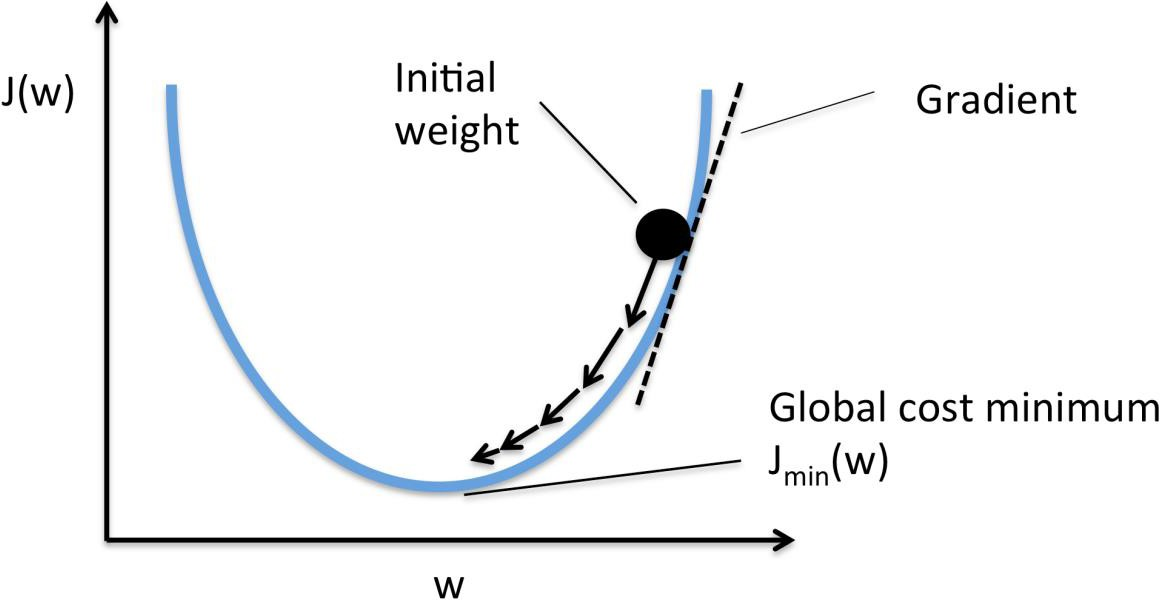 J(w)
Initial
weight
Gradient
Global cost minimum
Jmin(w)
w